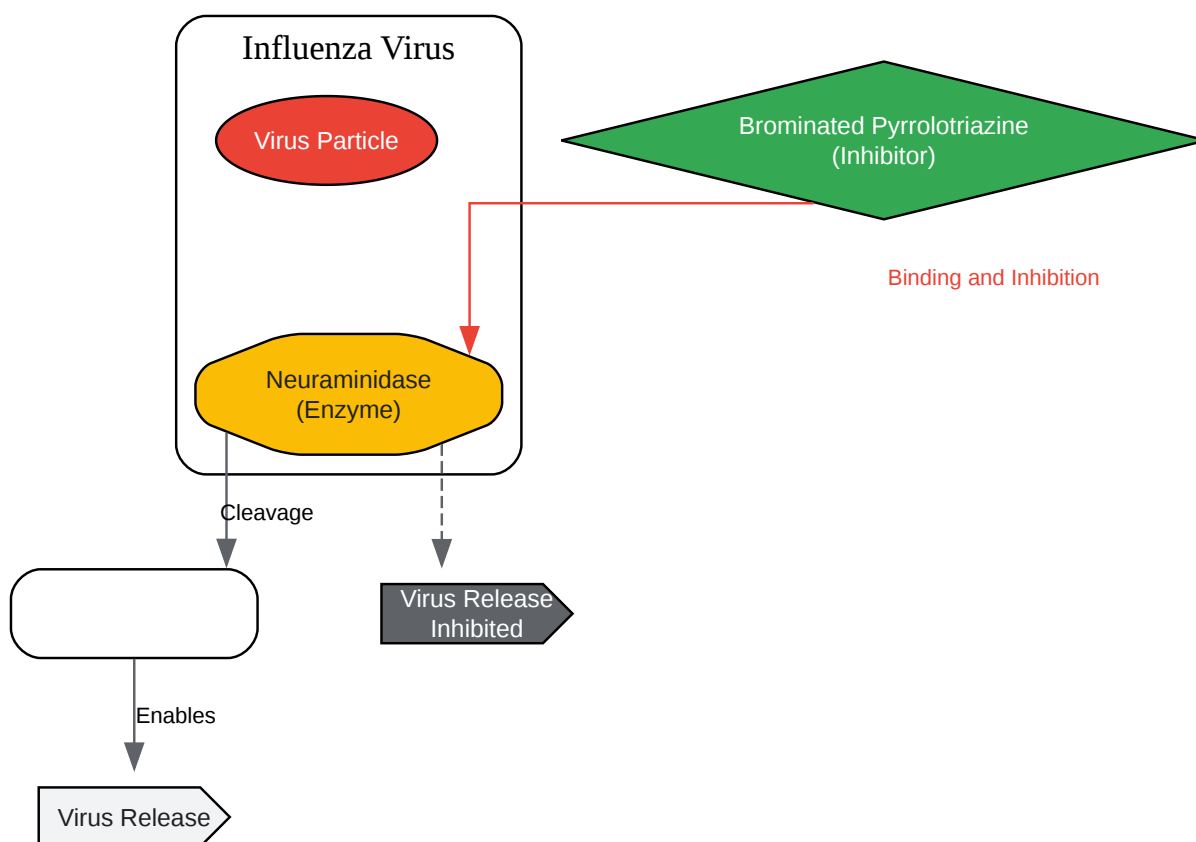 Influenza Virus
Virus Particle
Brominated Pyrrolotriazine
(Inhibitor)
Binding and Inhibition
Neuraminidase
(Enzyme)
Cleavage
Virus Release
Inhibited
Enables
Virus Release